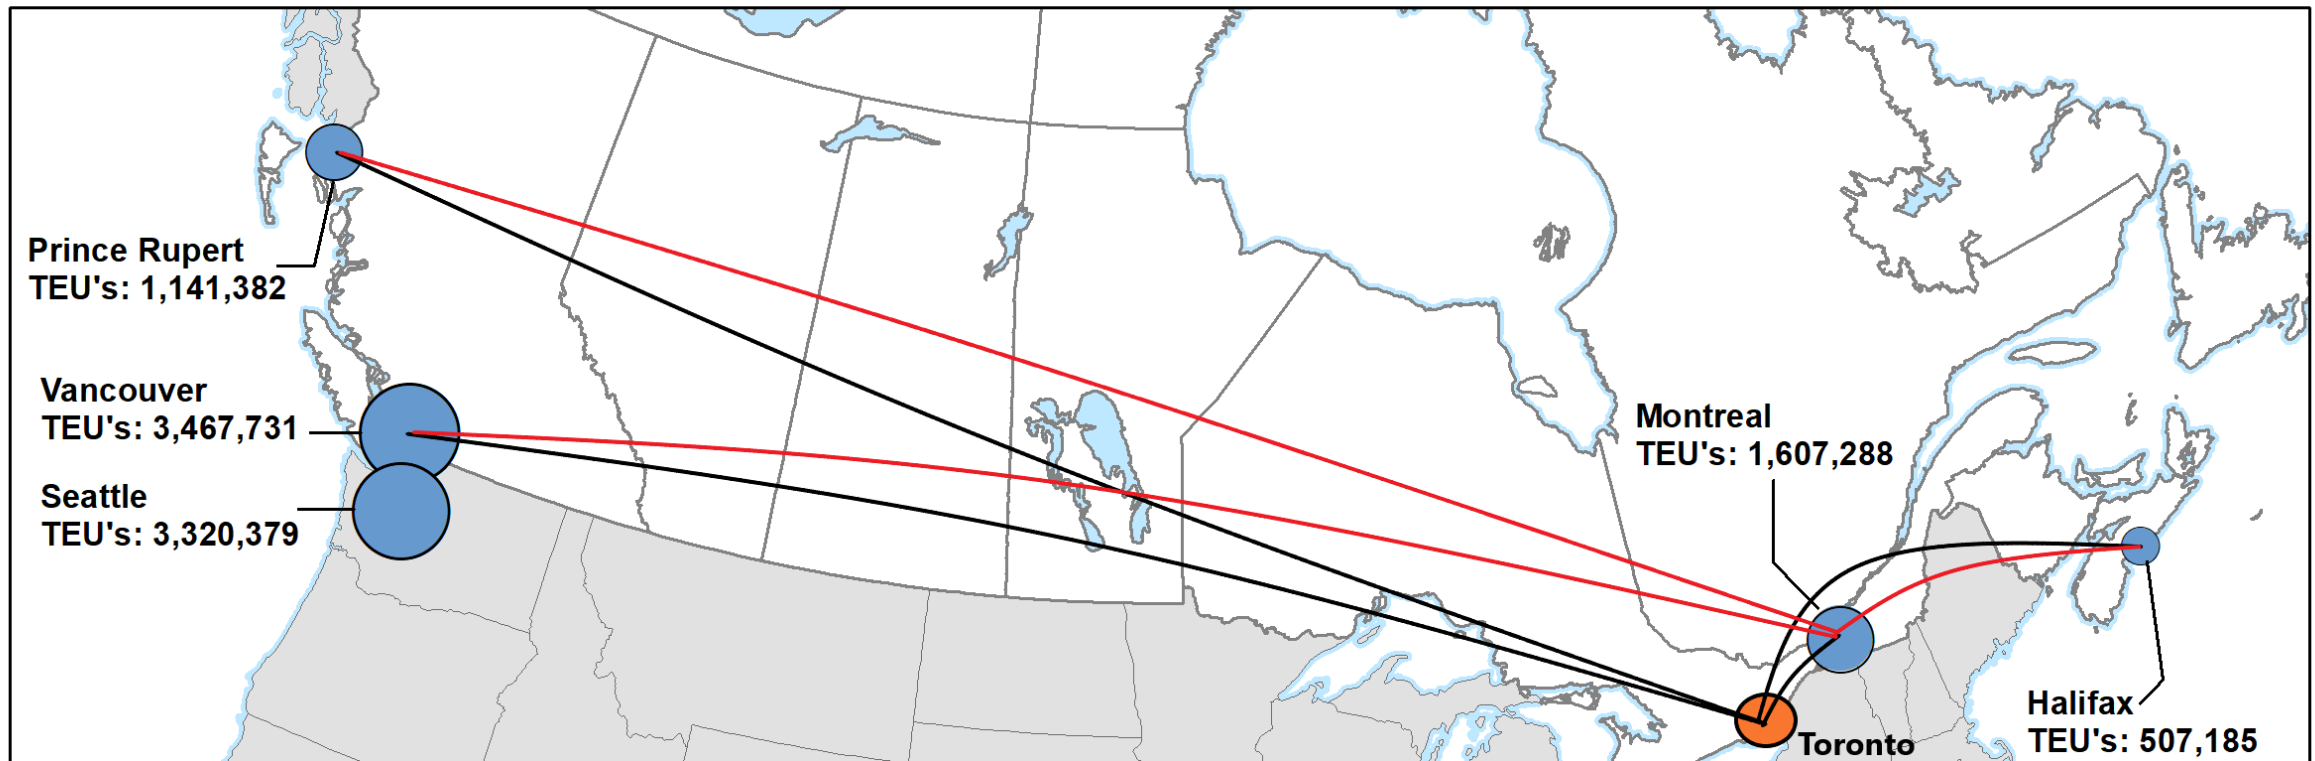 Prince Rupert
TEU's: 1,141,382
Vancouver
TEU's: 3,467,731
Seattle
TEU's: 3,320,379
Montreal
TEU's: 1,607,288
Halifax
TEU's: 507,185
Toronto